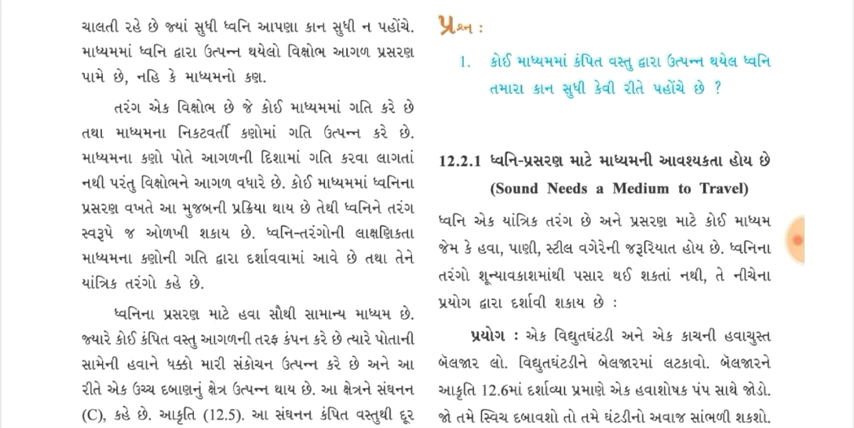 ચાલતી રહે છે જ્યાં સુધી ધ્વનિ આપણા કાન સુધી ન પહોંચે.
માધ્યમમાં ધ્વનિ દ્વારા ઉત્પન્ન થયેલો વિક્ષોભ આગળ પ્રસરણ
પામે છે, નહિ કે માધ્યમનો કણ.
તરંગ એક વિક્ષોભ છે જે કોઈ માધ્યમમાં ગતિ કરે છે
તથા માધ્યમના નિકટવર્તી કણોમાં ગતિ ઉત્પન્ન કરે છે.
માધ્યમના કણો પોતે આગળની દિશામાં ગતિ કરવા લાગતાં
નથી પરંતુ વિક્ષોભને આગળ વધારે છે. કોઈ માધ્યમમાં ધ્વનિના
પ્રસરણ વખતે આ મુજબની પ્રક્રિયા થાય છે તેથી ધ્વનિને તરંગ
સ્વરૂપે જ ઓળખી શકાય છે. ધ્વનિ-તરંગોની લાક્ષણિકતા
માધ્યમના કણોની ગતિ દ્વારા દર્શાવવામાં આવે છે તથા તેને
યાંત્રિક તરંગો કહે છે.
ધ્વનિના પ્રસરણ માટે હવા સૌથી સામાન્ય માધ્યમ છે.
જ્યારે કોઈ કંપિત વસ્તુ આગળની તરફ કંપન કરે છે ત્યારે પોતાની
સામેની હવાને ધક્કો મારી સંકોચન ઉત્પન્ન કરે છે અને આ
રીતે એક ઉચ્ચ દબાણનું ક્ષેત્ર ઉત્પન્ન થાય છે. આ ક્ષેત્રને સંઘનન
(C), કહે છે. આકૃતિ (12.5). આ સંઘનન કંપિત વસ્તુથી દૂર
પ્રશ્ન :
1. કોઈ માધ્યમમાં કંપિત વસ્તુ દ્વારા ઉત્પન્ન થયેલ ધ્વનિ
તમારા કાન સુધી કેવી રીતે પહોંચે છે ?
12.2.1 ધ્વનિ-પ્રસરણ માટે માધ્યમની આવશ્યકતા હોય છે
(Sound Needs a Medium to Travel)
ધ્વનિ એક યાંત્રિક તરંગ છે અને પ્રસરણ માટે કોઈ માધ્યમ
જેમ કે હવા, પાણી, સ્ટીલ વગેરેની જરૂરિયાત હોય છે. ધ્વનિના
તરંગો શૂન્યાવકાશમાંથી પસાર થઈ શકતાં નથી, તે નીચેના
પ્રયોગ દ્વારા દર્શાવી શકાય છે :
પ્રયોગ : એક વિદ્યુતઘંટડી અને એક કાચની હવાચુસ્ત
બૅલજાર લો. વિદ્યુતઘંટડીને બેલજારમાં લટકાવો. બૅલજારને
આકૃતિ 12.6માં દર્શાવ્યા પ્રમાણે એક હવાશોષક પંપ સાથે જોડો.
જો તમે સ્વિચ દબાવશો તો તમે ઘંટડીનો અવાજ સાંભળી શકશો.